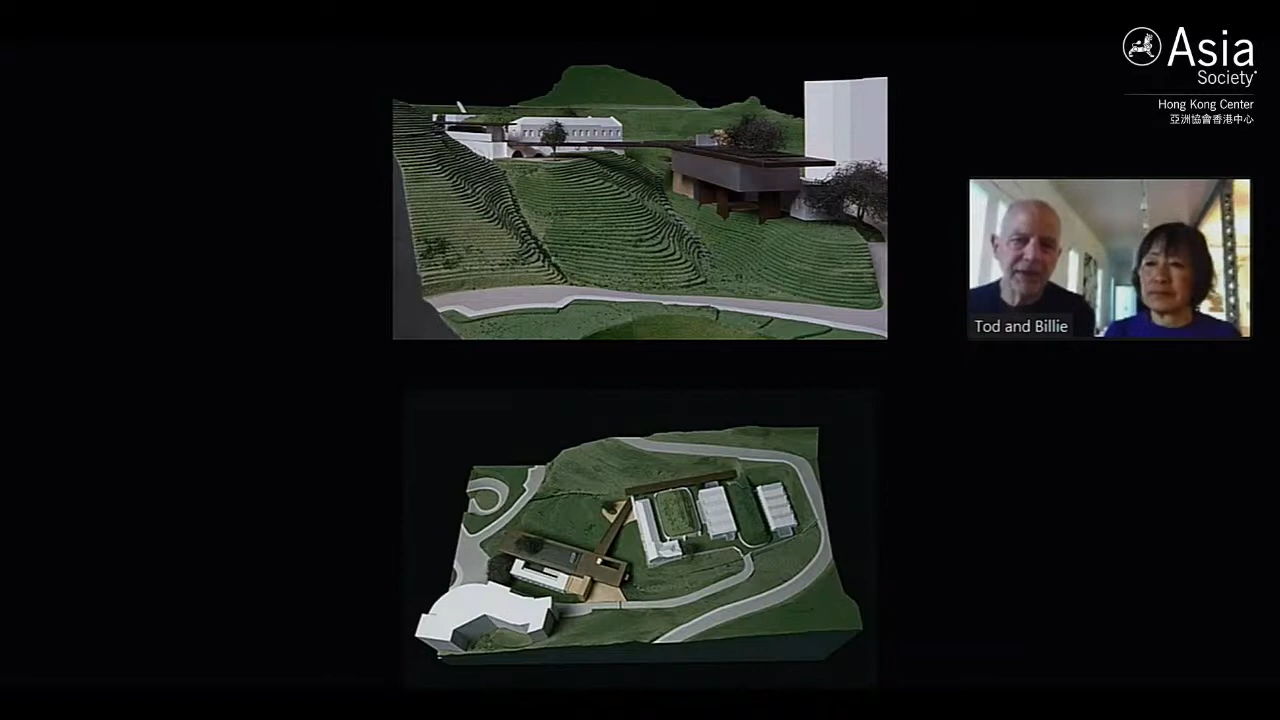 Asia
Society
Hong Kong Center
亞洲協會香港中心
Tod and Billie